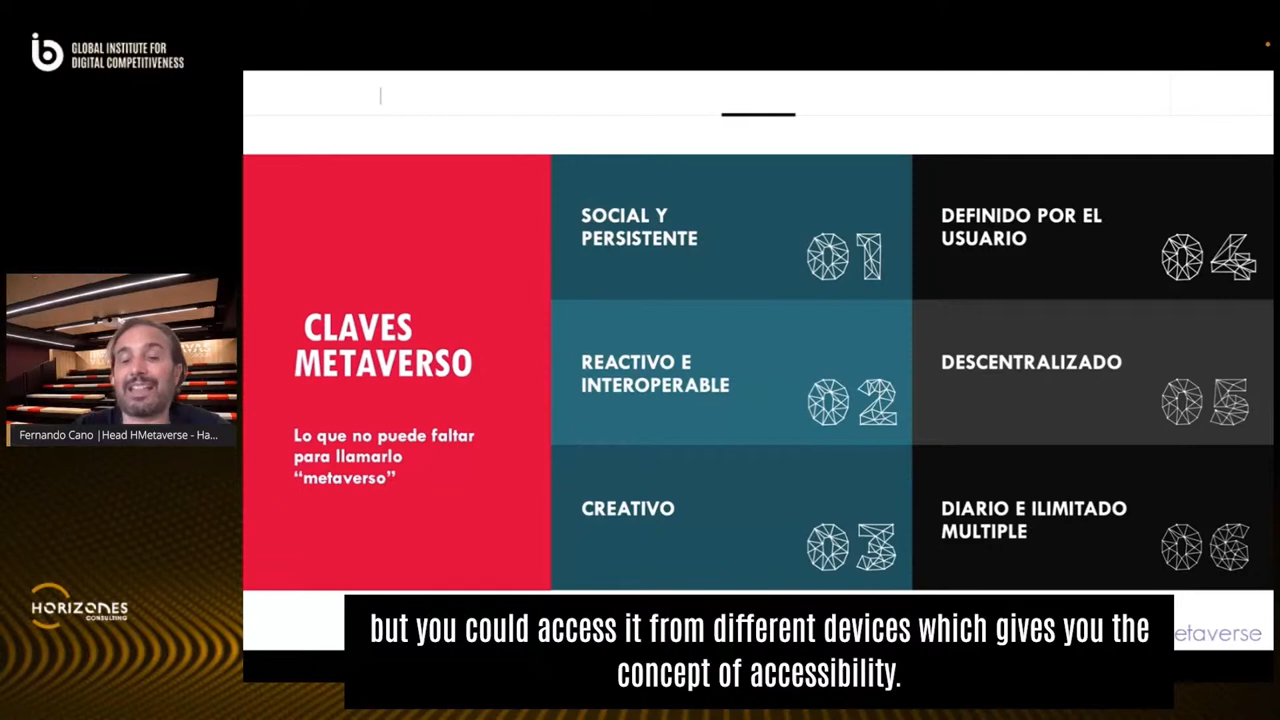 GLOBAL INSTITUTE FOR
DIGITAL COMPETITIVENESS
CLAVES
METAVERSO
Lo que no puede faltar
para llamarlo
“metaverso”
SOCIAL Y
PERSISTENTE
01
REACTIVO E
INTEROPERABLE
02
CREATIVO
03
DEFINIDO POR EL
USUARIO
04
DESCENTRALIZADO
05
DIARIO E ILIMITADO
MULTIPLE
06
Fernando Cano |Head HMetaverse - Ha...
HORIZONES
CONSULTING
etaverse
but you could access it from different devices which gives you the
concept of accessibility.